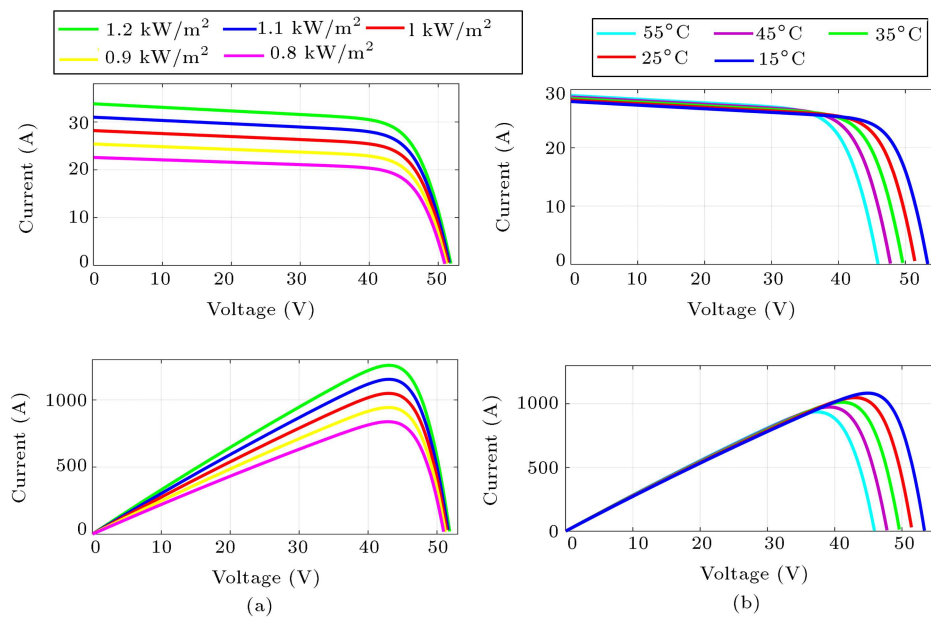 1.2 kW/m² 1.1 kW/m² l kW/m²
0.9 kW/m² 0.8 kW/m²
55°C 45°C 35°C
25°C 15°C
Current (A)
30
20
10
0
0 10 20 30 40 50
Voltage (V)
Current (A)
30
20
10
0
0 10 20 30 40 50
Voltage (V)
Current (A)
1000
500
0
0 10 20 30 40 50
Voltage (V)
(a)
Current (A)
1000
500
0
0 10 20 30 40 50
Voltage (V)
(b)